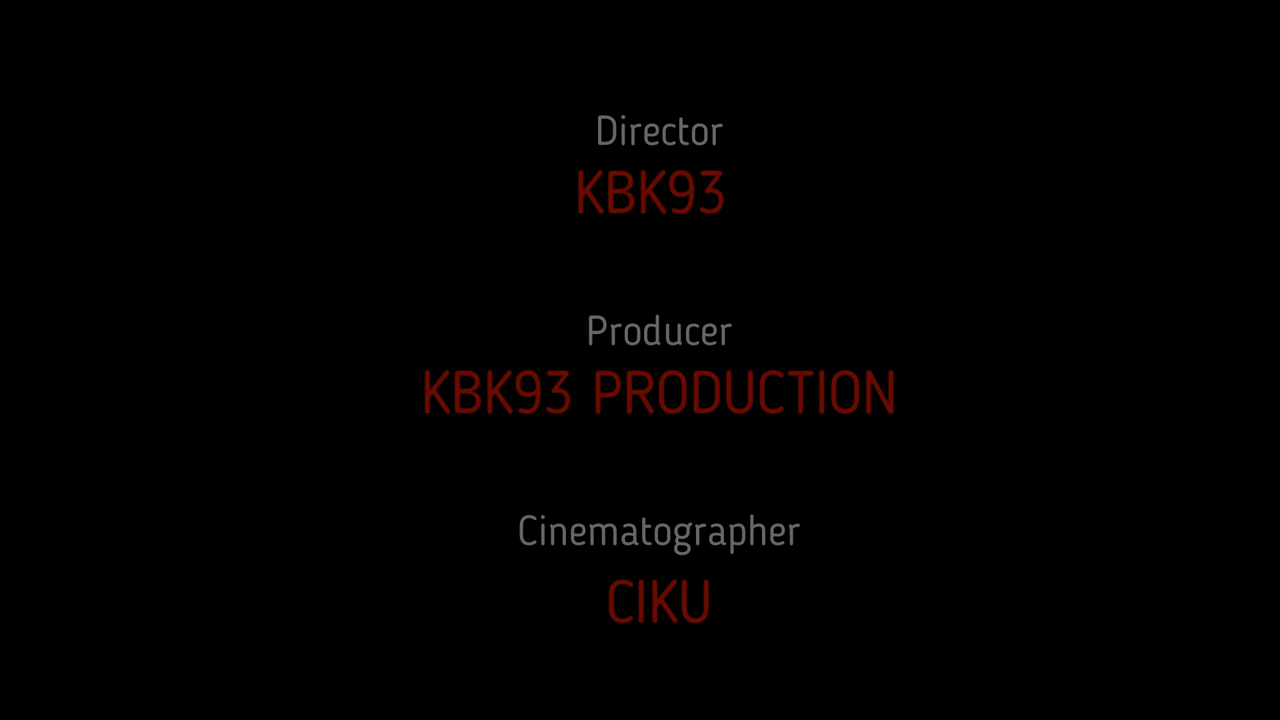 Director
KBK93
Producer
KBK93 PRODUCTION
Cinematographer
CIKU